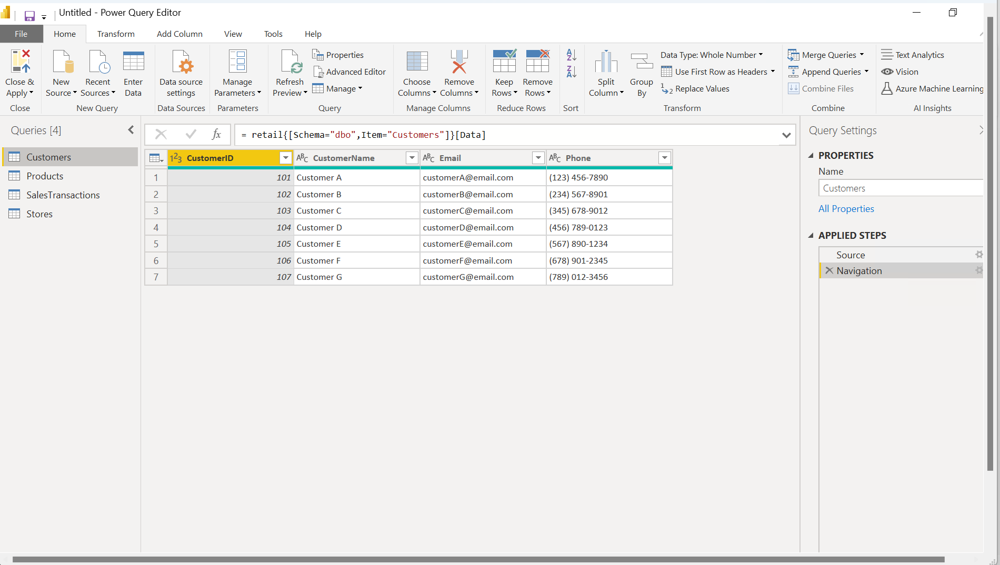 Untitled - Power Query Editor
File Home Transform Add Column View Tools Help
Close & Apply
Close
New Source
Recent Sources
Enter Data
New Query
Data source settings
Data Sources
Manage Parameters
Parameters
Refresh Preview
Properties
Advanced Editor
Manage
Query
Choose Columns
Remove Columns
Manage Columns
Keep Rows
Remove Rows
Reduce Rows
Sort
Split Column
Group By
Data Type: Whole Number
Use First Row as Headers
Replace Values
Transform
Merge Queries
Append Queries
Combine Files
Combine
Text Analytics
Vision
Azure Machine Learning
AI Insights
Queries [4]
Customers
Products
SalesTransactions
Stores
fx = retail{[Schema="dbo",Item="Customers"]}[Data]
123 CustomerID ABC CustomerName ABC Email ABC Phone
1 101 Customer A customerA@email.com (123) 456-7890
2 102 Customer B customerB@email.com (234) 567-8901
3 103 Customer C customerC@email.com (345) 678-9012
4 104 Customer D customerD@email.com (456) 789-0123
5 105 Customer E customerE@email.com (567) 890-1234
6 106 Customer F customerF@email.com (678) 901-2345
7 107 Customer G customerG@email.com (789) 012-3456
Query Settings
PROPERTIES
Name
Customers
All Properties
APPLIED STEPS
Source
Navigation